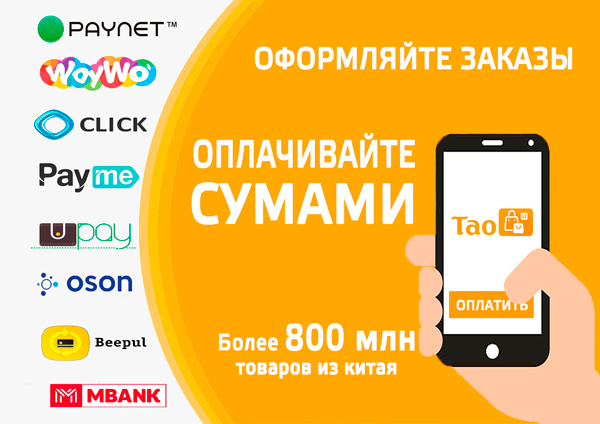 PAYNET™
WOYWO
CLICK
Payme
Upay
oson
Beepul
MBANK
ОФОРМЛЯЙТЕ ЗАКАЗЫ
ОПЛАЧИВАЙТЕ
СУМАМИ
Tao
ОПЛАТИТЬ
Более 800 млн
товаров из китая